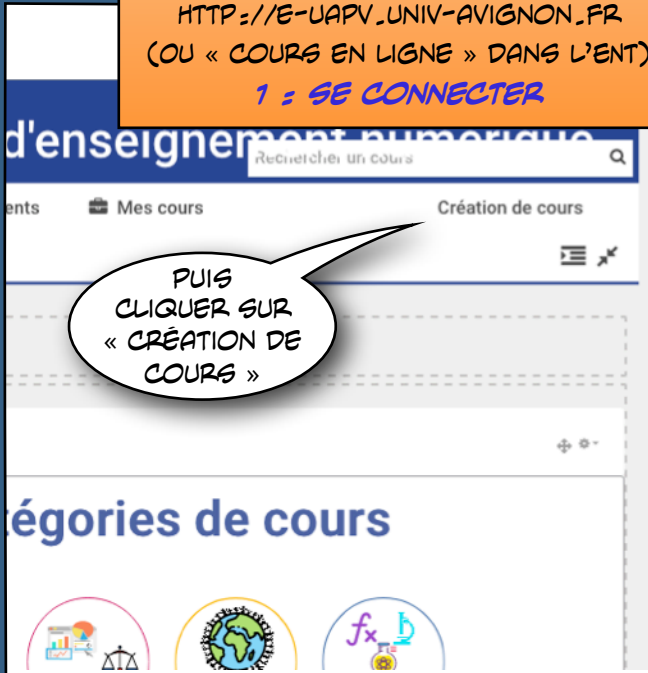 HTTP://E-UAPV.UNIV-AVIGNON.FR
(OU « COURS EN LIGNE » DANS L'ENT)
1 : SE CONNECTER
d'enseignement numérique
Rechercher un cours
ents
Mes cours
Création de cours
PUIS
CLIQUER SUR
« CRÉATION DE
COURS »
égories de cours
fx